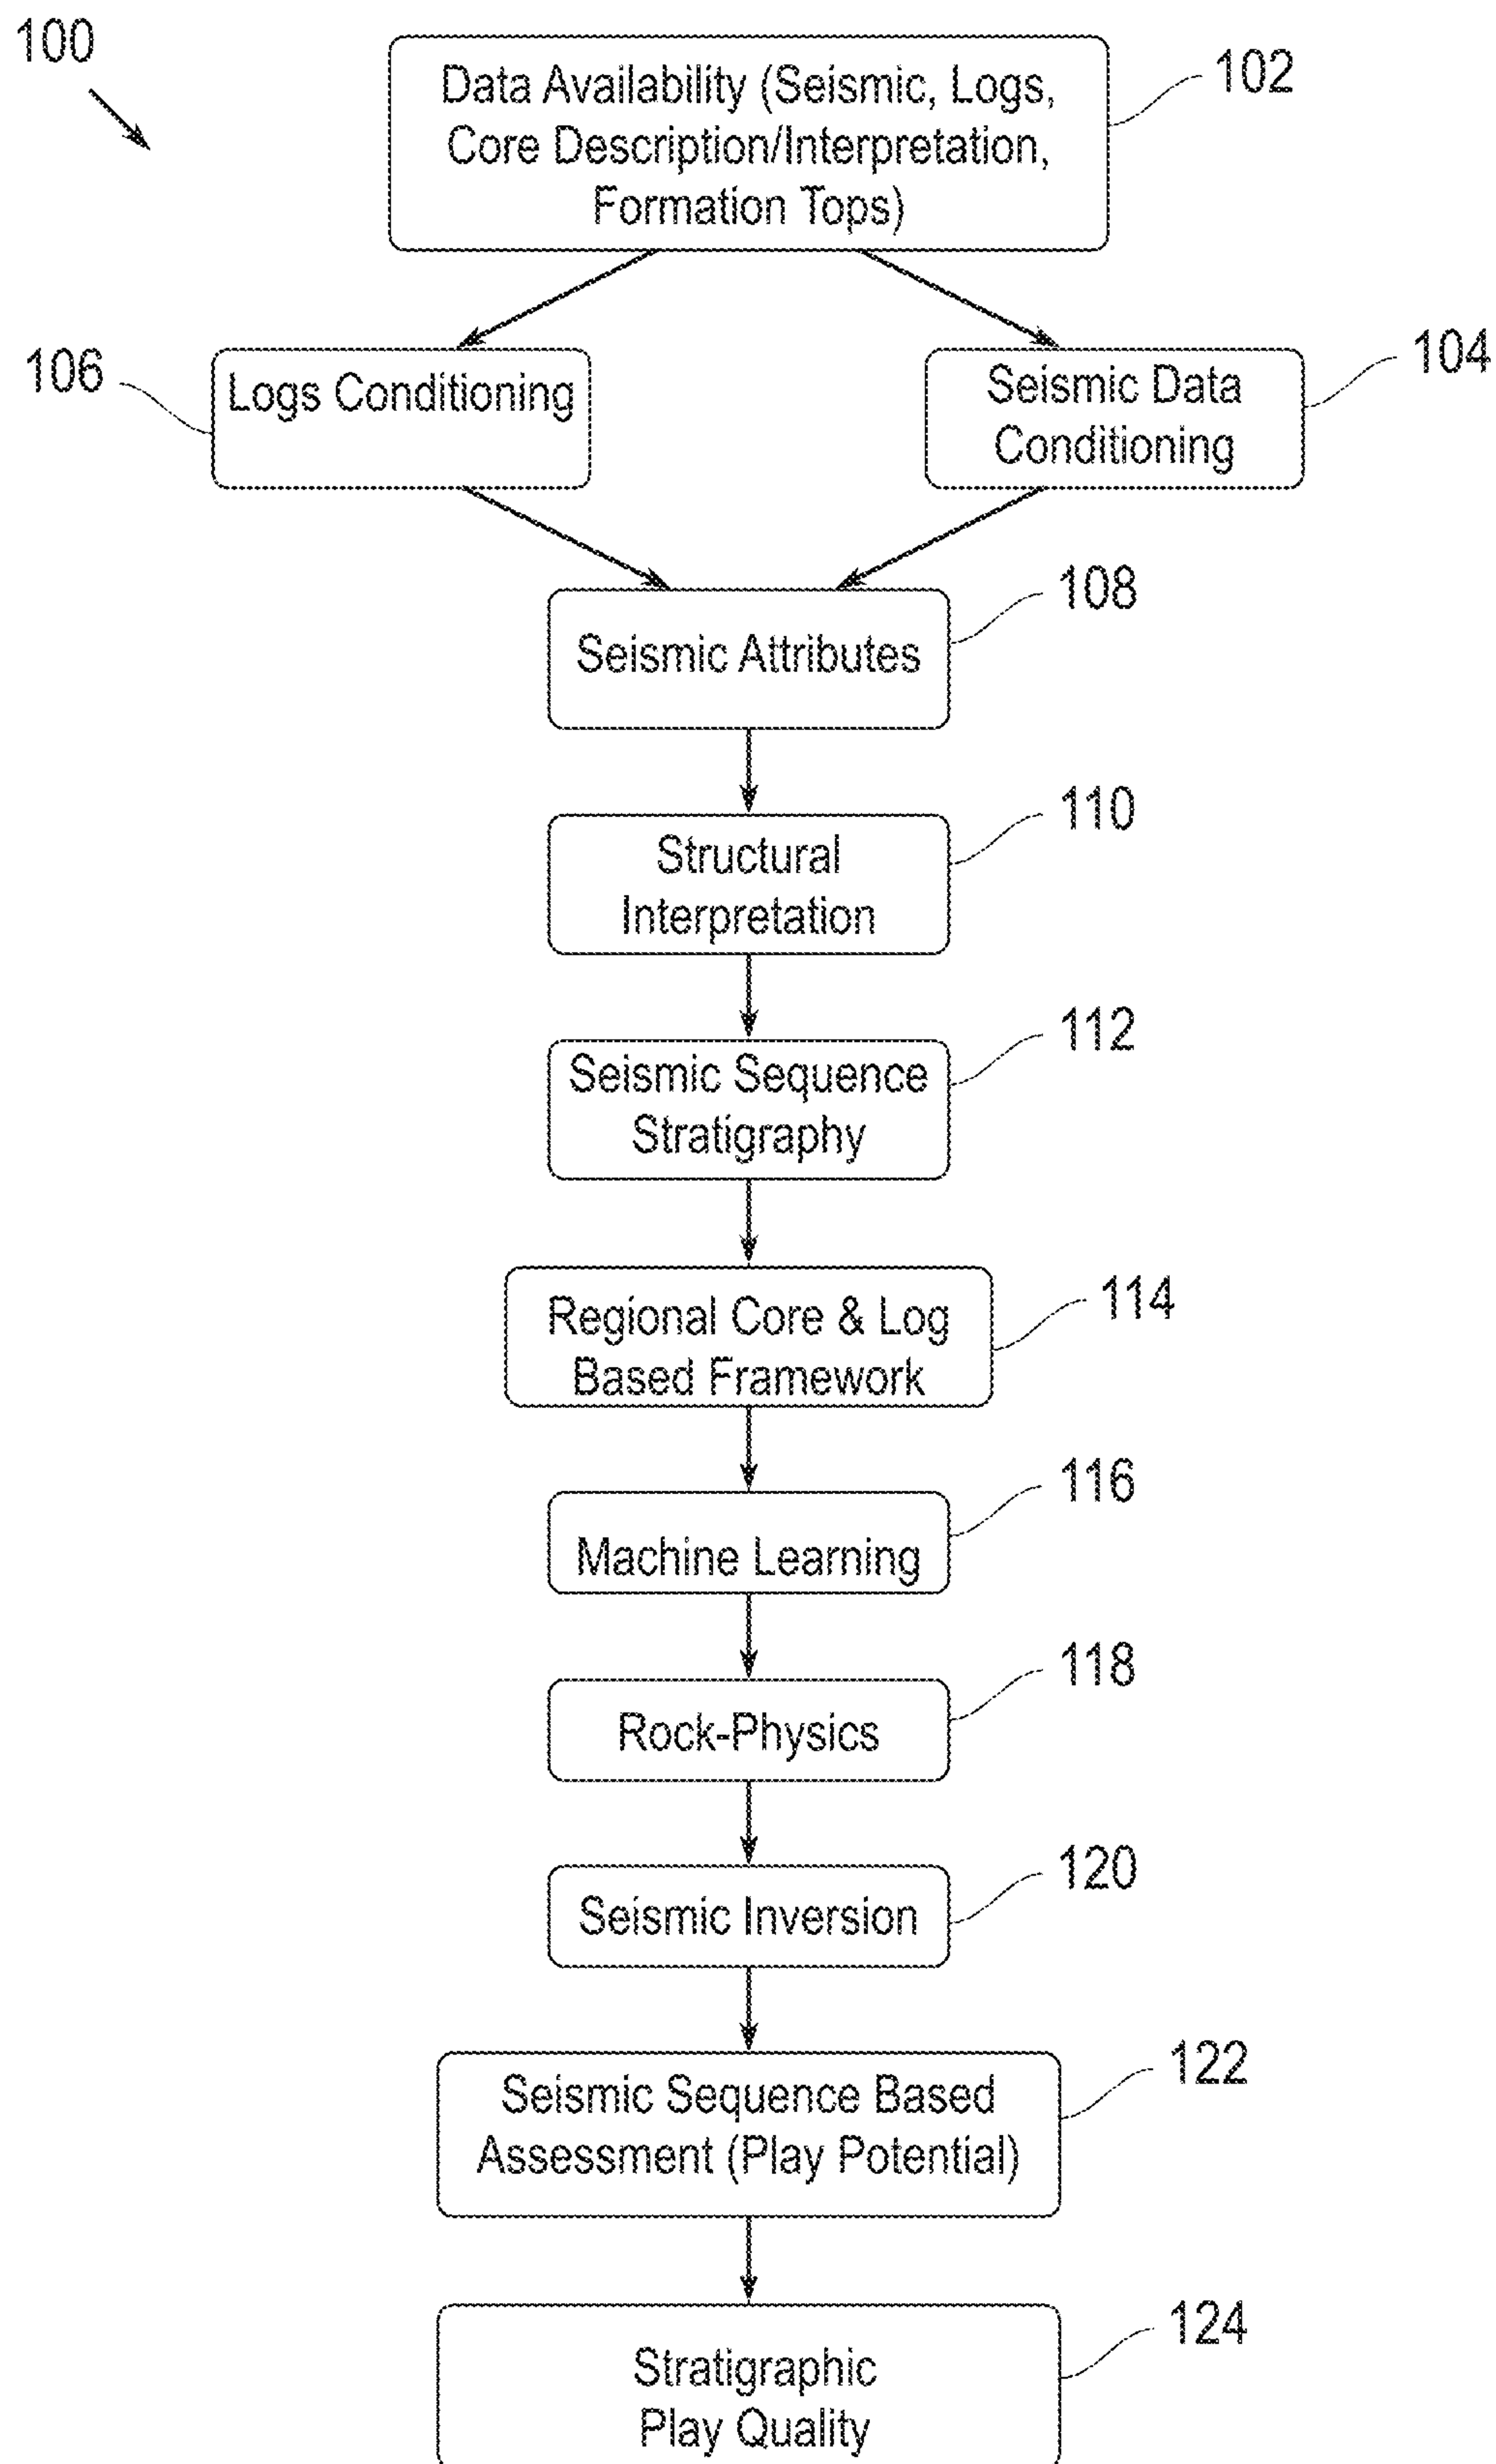 100
Data Availability (Seismic, Logs,
Core Description/Interpretation,
Formation Tops)
102
106
Logs Conditioning
Seismic Data
Conditioning
104
Seismic Attributes
108
Structural
Interpretation
110
Seismic Sequence
Stratigraphy
112
Regional Core & Log
Based Framework
114
Machine Learning
116
Rock-Physics
118
Seismic Inversion
120
Seismic Sequence Based
Assessment (Play Potential)
122
Stratigraphic
Play Quality
124